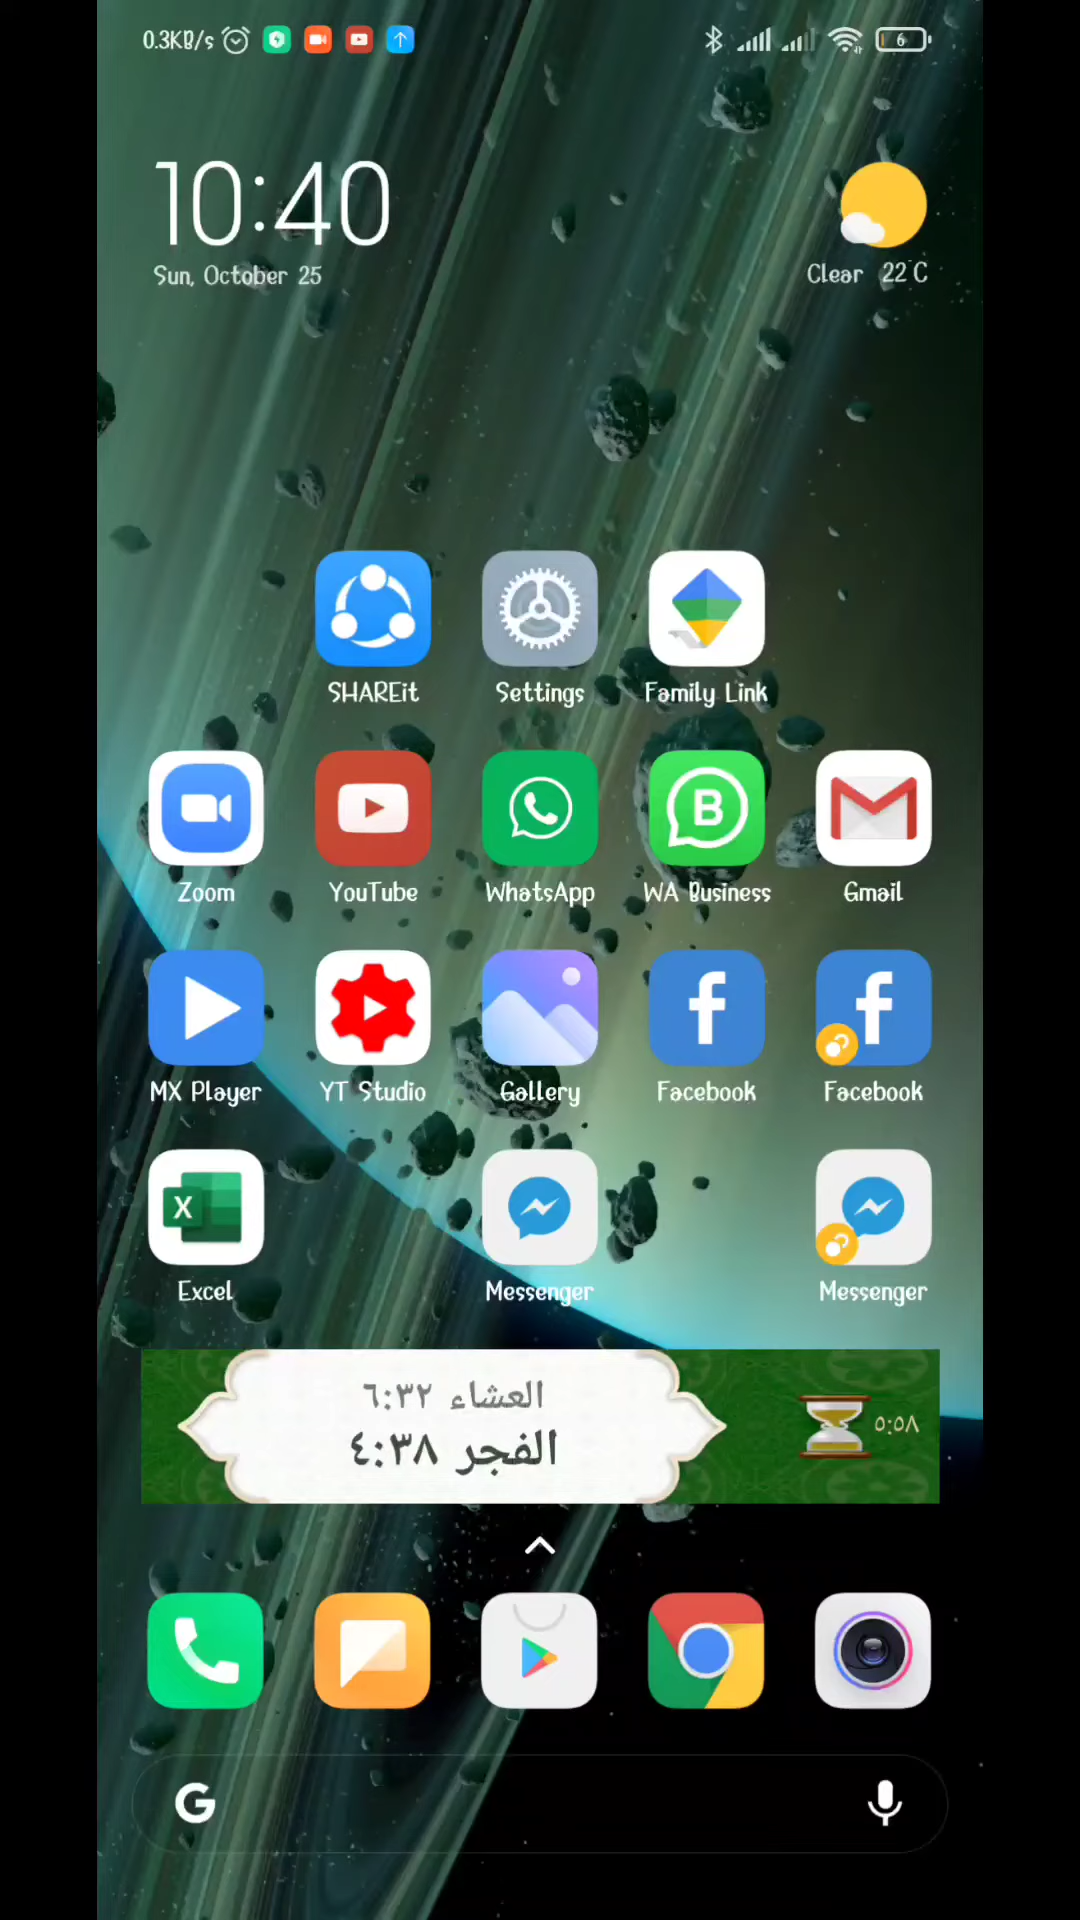 0.3KB/s
6
10:40
Sun, October 25
Clear 22°C
SHAREit
Settings
Family Link
B
Zoom
YouTube
WhatsApp
WA Business
Gmail
MX Player
YT Studio
Gallery
Facebook
Facebook
X
Excel
Messenger
Messenger
العشاء ٦:٣٢
الفجر ٤:٣٨
٥:٥٨
G